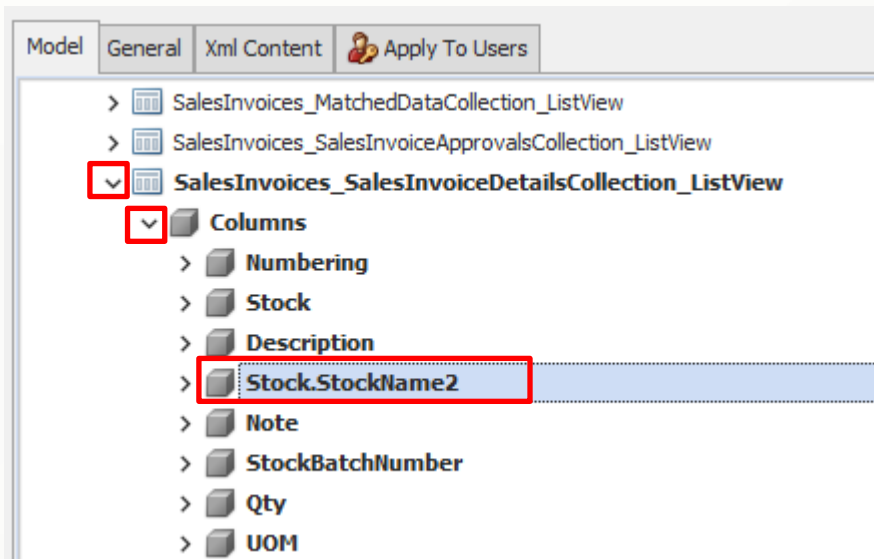 Model General Xml Content Apply To Users
SalesInvoices_MatchedDataCollection_ListView
SalesInvoices_SalesInvoiceApprovalsCollection_ListView
SalesInvoices_SalesInvoiceDetailsCollection_ListView
Columns
Numbering
Stock
Description
Stock.StockName2
Note
StockBatchNumber
Qty
UOM